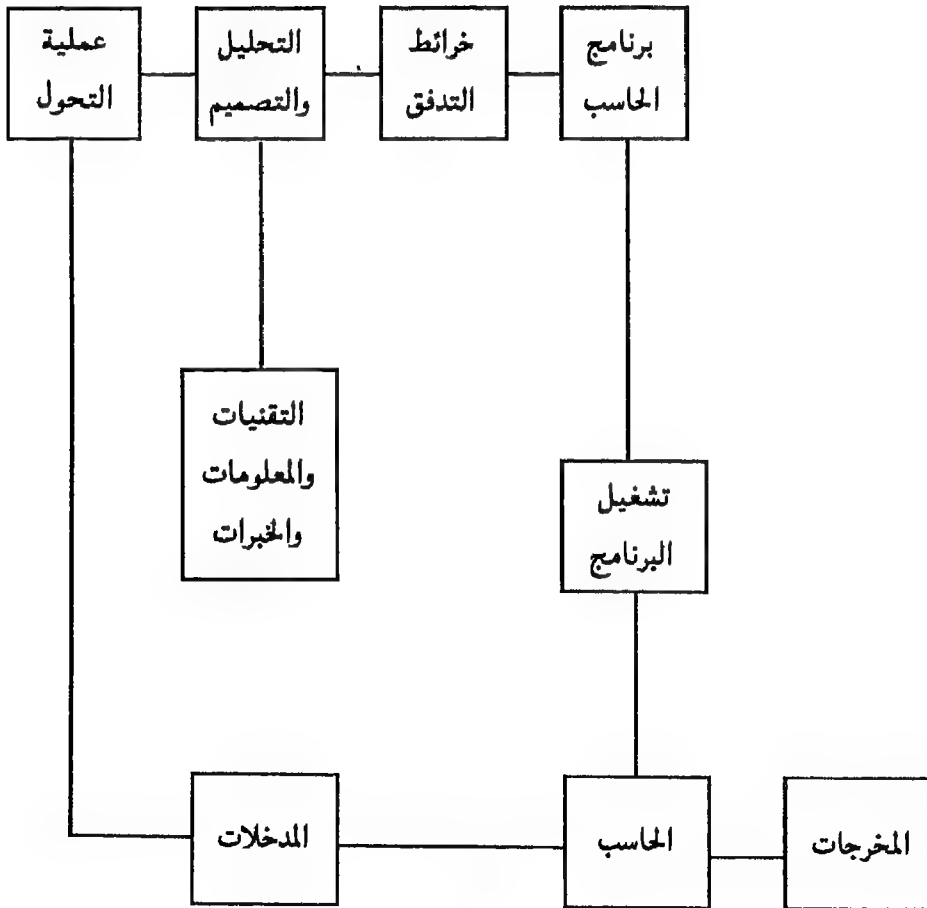 برنامج
الحاسب
خرائط
التدفق
التحليل
والتصميم
عملية
التحول
التقنيات
والمعلومات
والخبرات
تشغيل
البرنامج
المخرجات
الحاسب
المدخلات